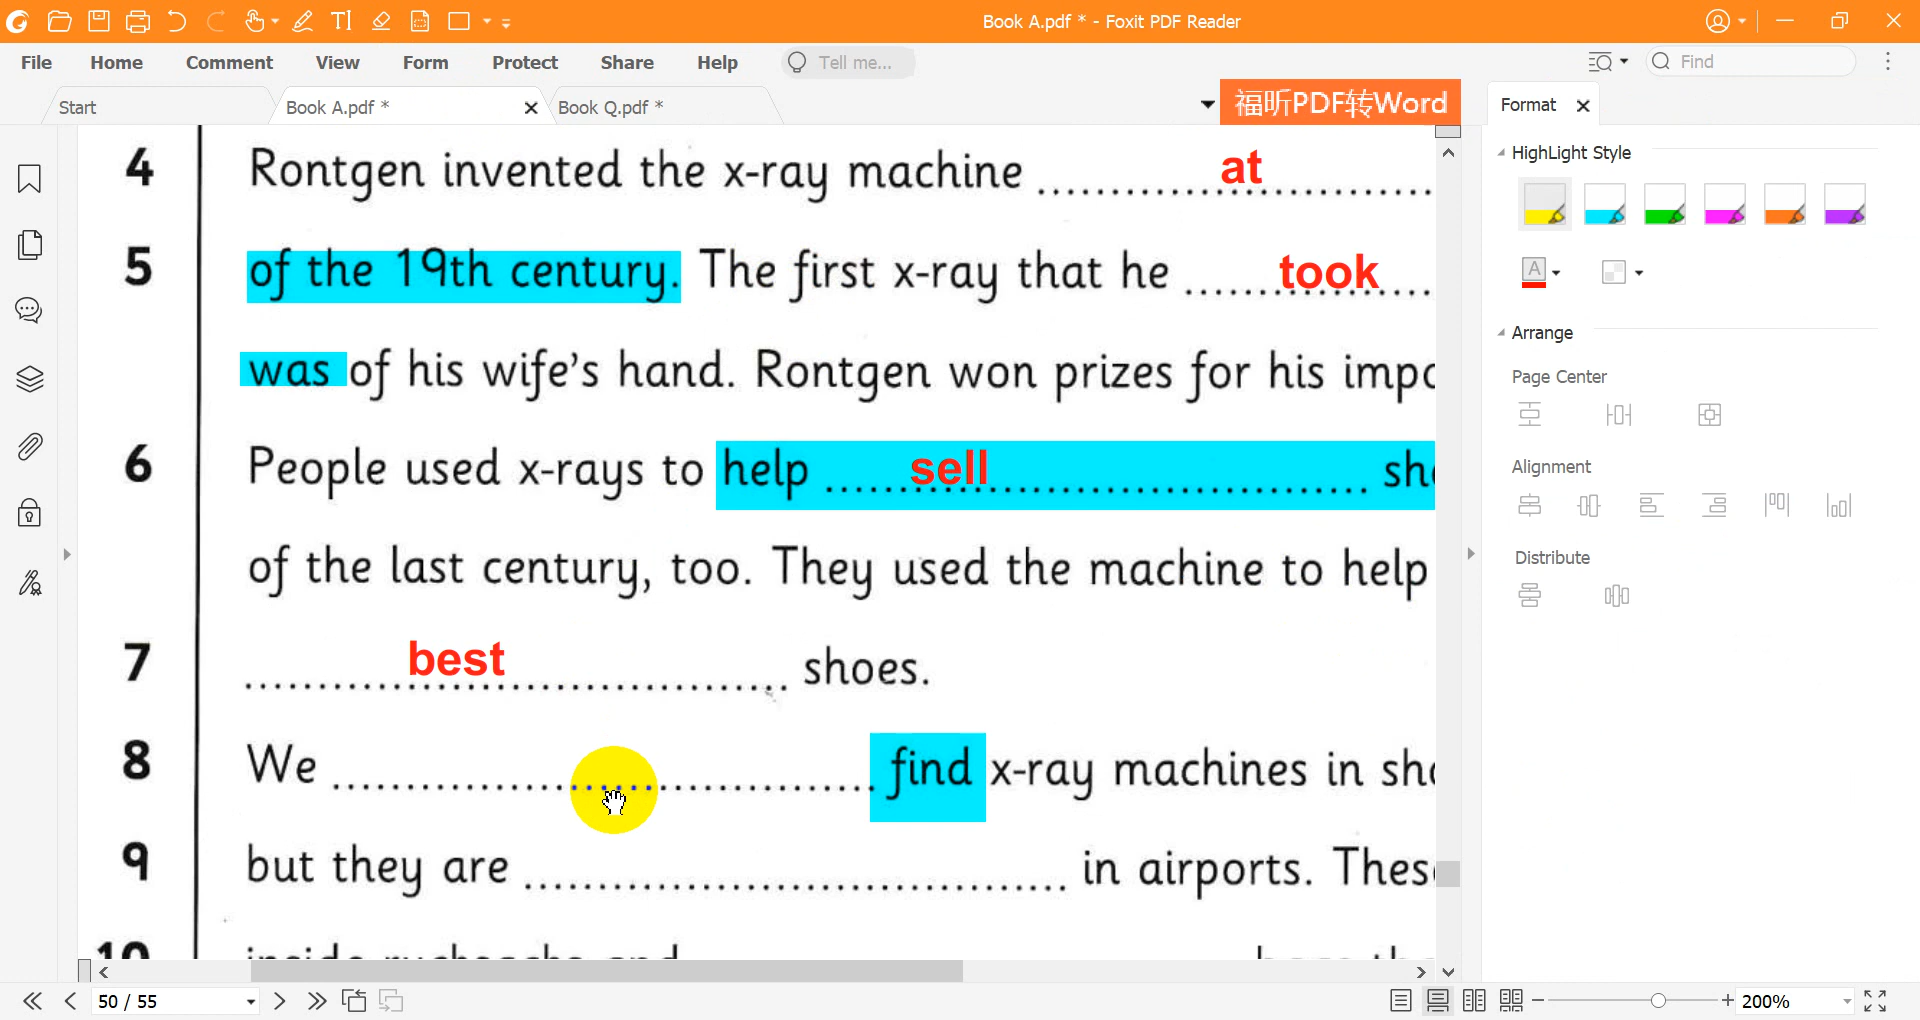 Book A.pdf * - Foxit PDF Reader
File Home Comment View Form Protect Share Help Tell me... Find
Start Book A.pdf * Book Q.pdf * 福昕PDF转Word Format
HighLight Style
Arrange
Page Center
Alignment
Distribute
4 Rontgen invented the x-ray machine .................... at ....................
5 of the 19th century. The first x-ray that he ........ took ........
was of his wife's hand. Rontgen won prizes for his impo
6 People used x-rays to help ........ sell ........ sho
of the last century, too. They used the machine to help
7 ........ best ........ shoes.
8 We ................ find x-ray machines in sho
9 but they are ................ in airports. These
10
50 / 55
200%